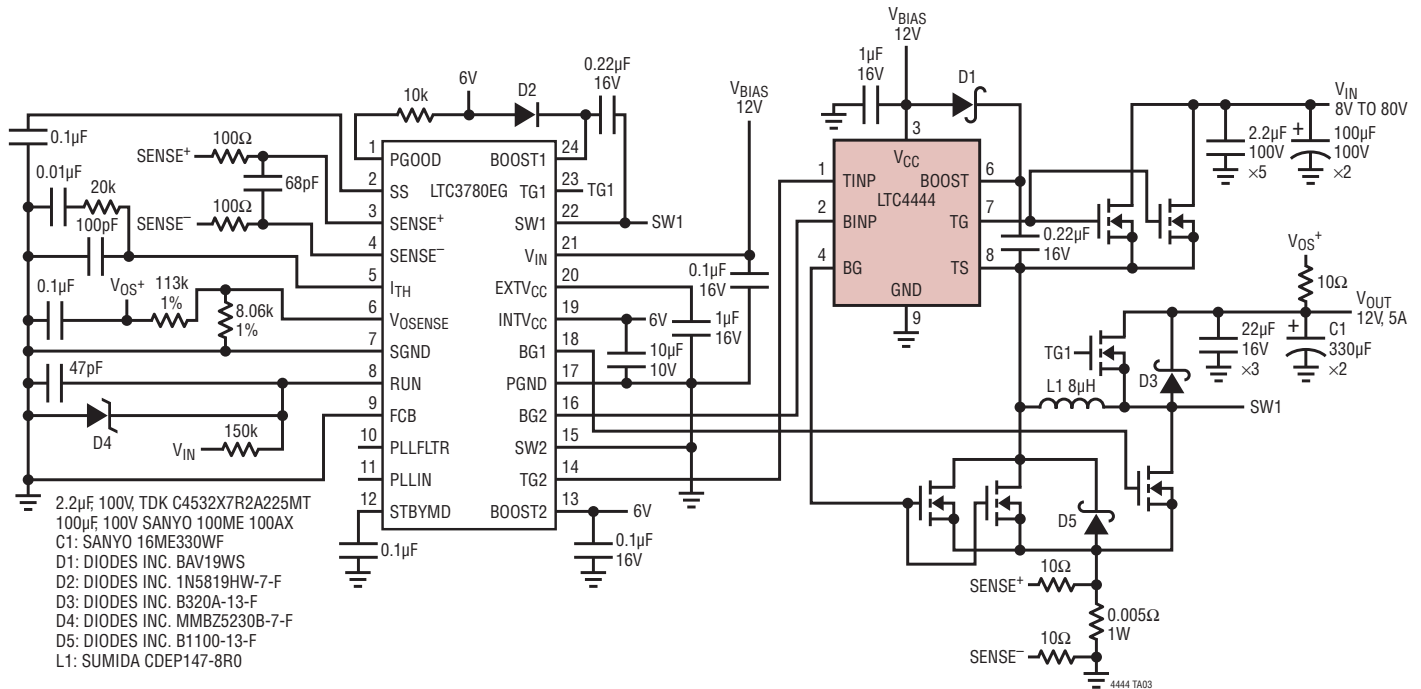 VBIAS
12V
1µF
16V
D1
3
VCC
LTC4444
1
TINP
2
BINP
4
BG
BOOST
6
TG
7
TS
8
GND
9
0.22µF
16V
VIN
8V TO 80V
2.2µF
100V
×5
+
100µF
100V
×2
VOS+
10Ω
VOUT
12V, 5A
22µF
16V
×3
+
C1
330µF
×2
TG1
D3
L1 8µH
SW1
D5
SENSE+
10Ω
0.005Ω
1W
SENSE–
10Ω
4444 TA03
10k
6V
D2
0.22µF
16V
VBIAS
12V
0.1µF
SENSE+
100Ω
68pF
SENSE–
100Ω
0.01µF
20k
100pF
0.1µF
VOS+
113k
1%
8.06k
1%
47pF
D4
VIN
150k
LTC3780EG
1
PGOOD
2
SS
3
SENSE+
4
SENSE–
5
ITH
6
VOSENSE
7
SGND
8
RUN
9
FCB
10
PLLFLTR
11
PLLIN
12
STBYMD
0.1µF
BOOST1
24
TG1
23
TG1
SW1
22
SW1
VIN
21
EXTVCC
20
INTVCC
19
6V
BG1
18
PGND
17
BG2
16
SW2
15
TG2
14
BOOST2
13
6V
0.1µF
16V
1µF
16V
10µF
10V
0.1µF
16V
2.2µF, 100V, TDK C4532X7R2A225MT
100µF, 100V SANYO 100ME 100AX
C1: SANYO 16ME330WF
D1: DIODES INC. BAV19WS
D2: DIODES INC. 1N5819HW-7-F
D3: DIODES INC. B320A-13-F
D4: DIODES INC. MMBZ5230B-7-F
D5: DIODES INC. B1100-13-F
L1: SUMIDA CDEP147-8R0